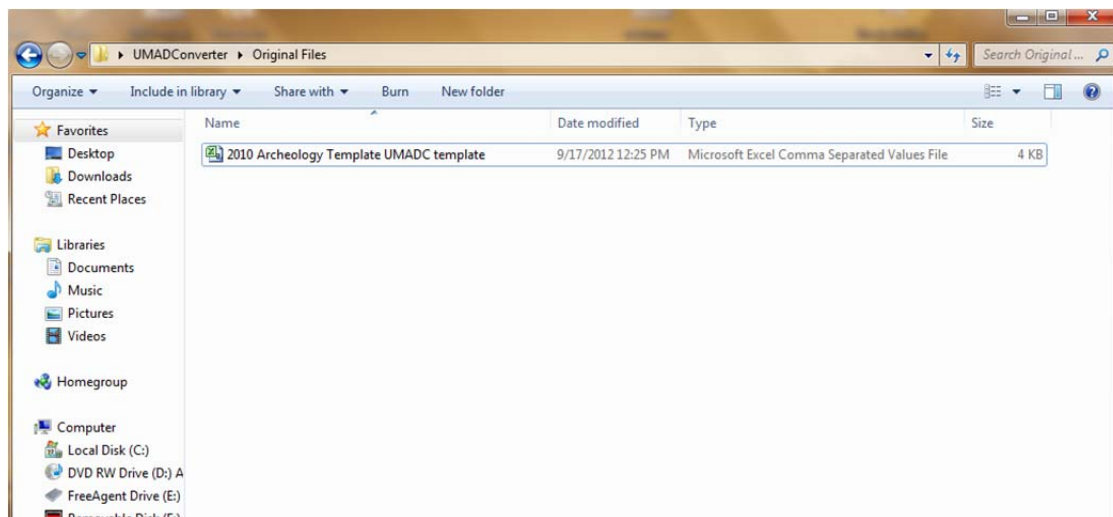 UMADConverter Original Files
Search Original ...
Organize Include in library Share with Burn New folder
Name Date modified Type Size
2010 Archeology Template UMADC template 9/17/2012 12:25 PM Microsoft Excel Comma Separated Values File 4 KB
Favorites
Desktop
Downloads
Recent Places
Libraries
Documents
Music
Pictures
Videos
Homegroup
Computer
Local Disk (C:)
DVD RW Drive (D:) A
FreeAgent Drive (E:)